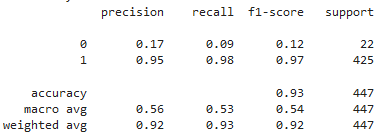 precision recall f1-score support
0 0.17 0.09 0.12 22
1 0.95 0.98 0.97 425
accuracy 0.93 447
macro avg 0.56 0.53 0.54 447
weighted avg 0.92 0.93 0.92 447